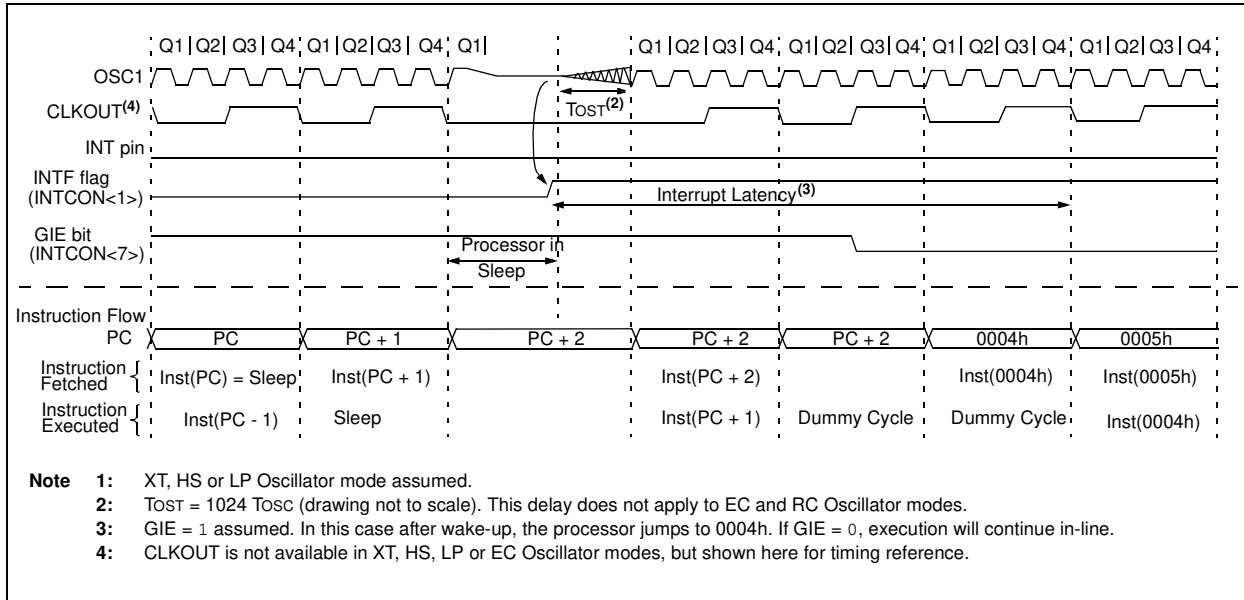 Q1 Q2 Q3 Q4 Q1 Q2 Q3 Q4 Q1 Q1 Q2 Q3 Q4 Q1 Q2 Q3 Q4 Q1 Q2 Q3 Q4 Q1 Q2 Q3 Q4
OSC1
CLKOUT(4)
TOST(2)
INT pin
INTF flag
(INTCON<1>)
Interrupt Latency(3)
GIE bit
(INTCON<7>)
Processor in
Sleep
Instruction Flow
PC PC PC + 1 PC + 2 PC + 2 PC + 2 0004h 0005h
Instruction
Fetched
Inst(PC) = Sleep Inst(PC + 1) Inst(PC + 2) Inst(0004h) Inst(0005h)
Instruction
Executed
Inst(PC - 1) Sleep Inst(PC + 1) Dummy Cycle Dummy Cycle Inst(0004h)
Note 1: XT, HS or LP Oscillator mode assumed.
2: TOST = 1024 TOSC (drawing not to scale). This delay does not apply to EC and RC Oscillator modes.
3: GIE = 1 assumed. In this case after wake-up, the processor jumps to 0004h. If GIE = 0, execution will continue in-line.
4: CLKOUT is not available in XT, HS, LP or EC Oscillator modes, but shown here for timing reference.